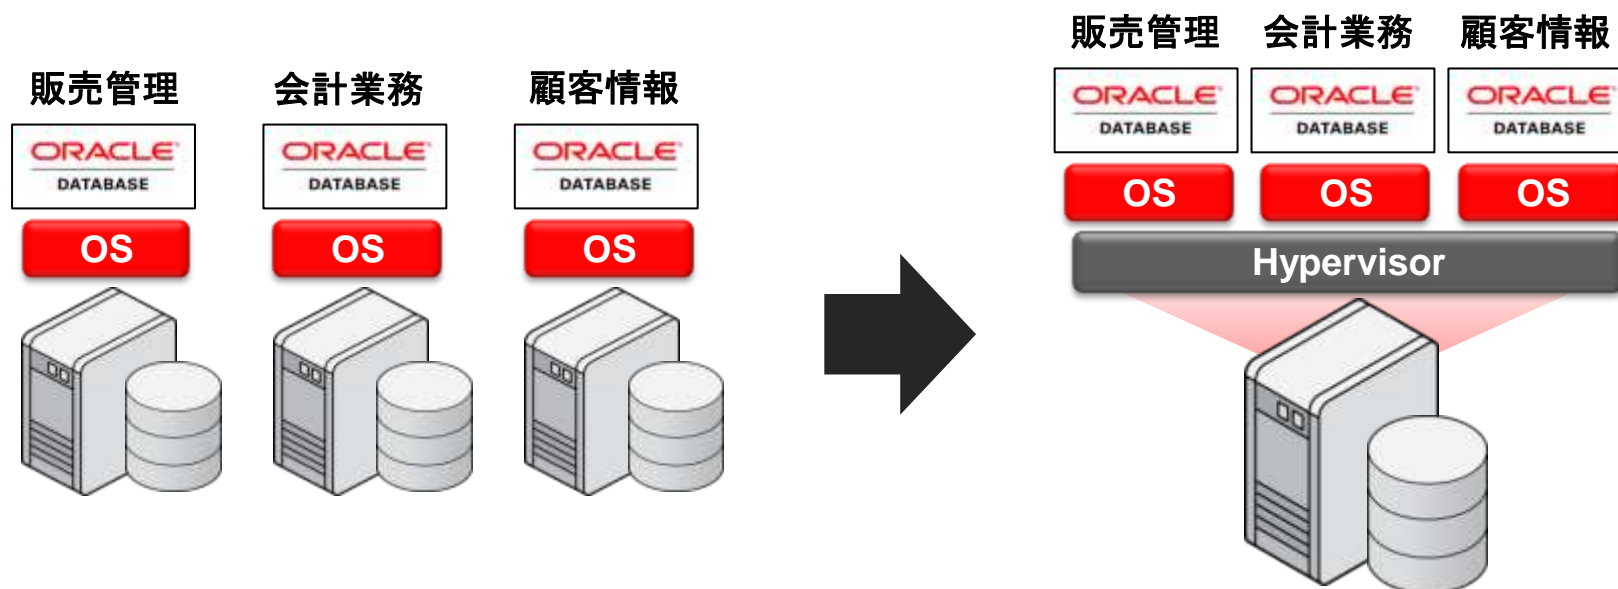 販売管理
会計業務
顧客情報
ORACLE
DATABASE
ORACLE
DATABASE
ORACLE
DATABASE
OS
OS
OS
販売管理
会計業務
顧客情報
ORACLE
DATABASE
ORACLE
DATABASE
ORACLE
DATABASE
OS
OS
OS
Hypervisor